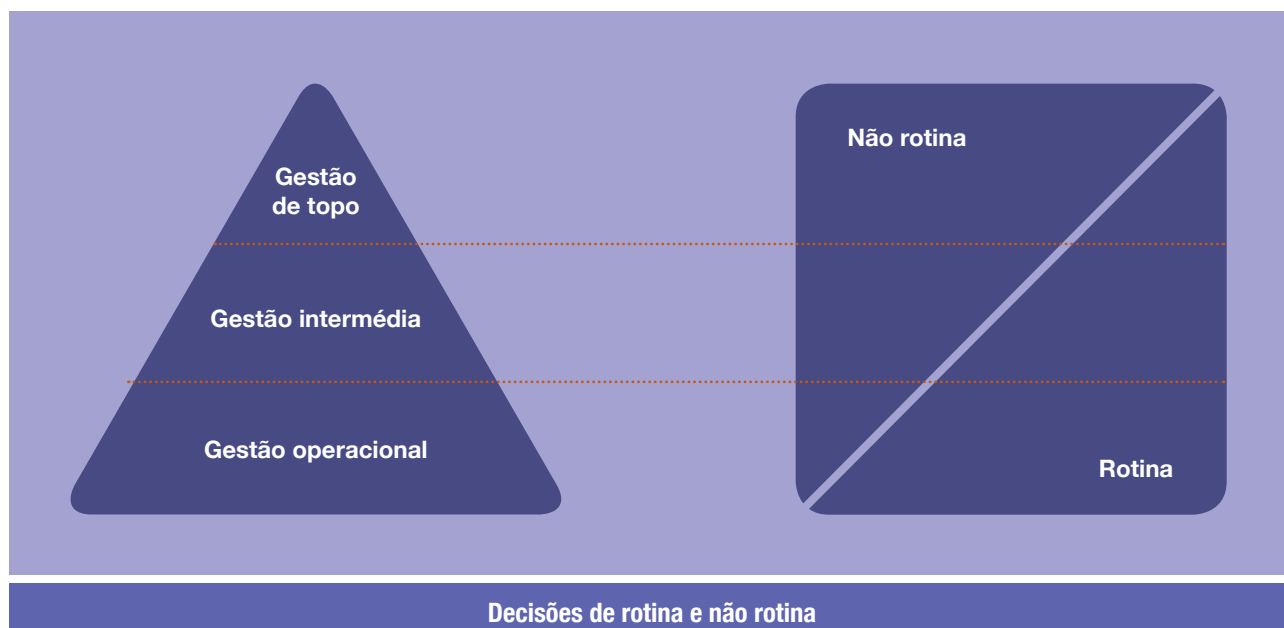 Gestão
de topo
Gestão intermédia
Gestão operacional
Não rotina
Rotina
Decisões de rotina e não rotina